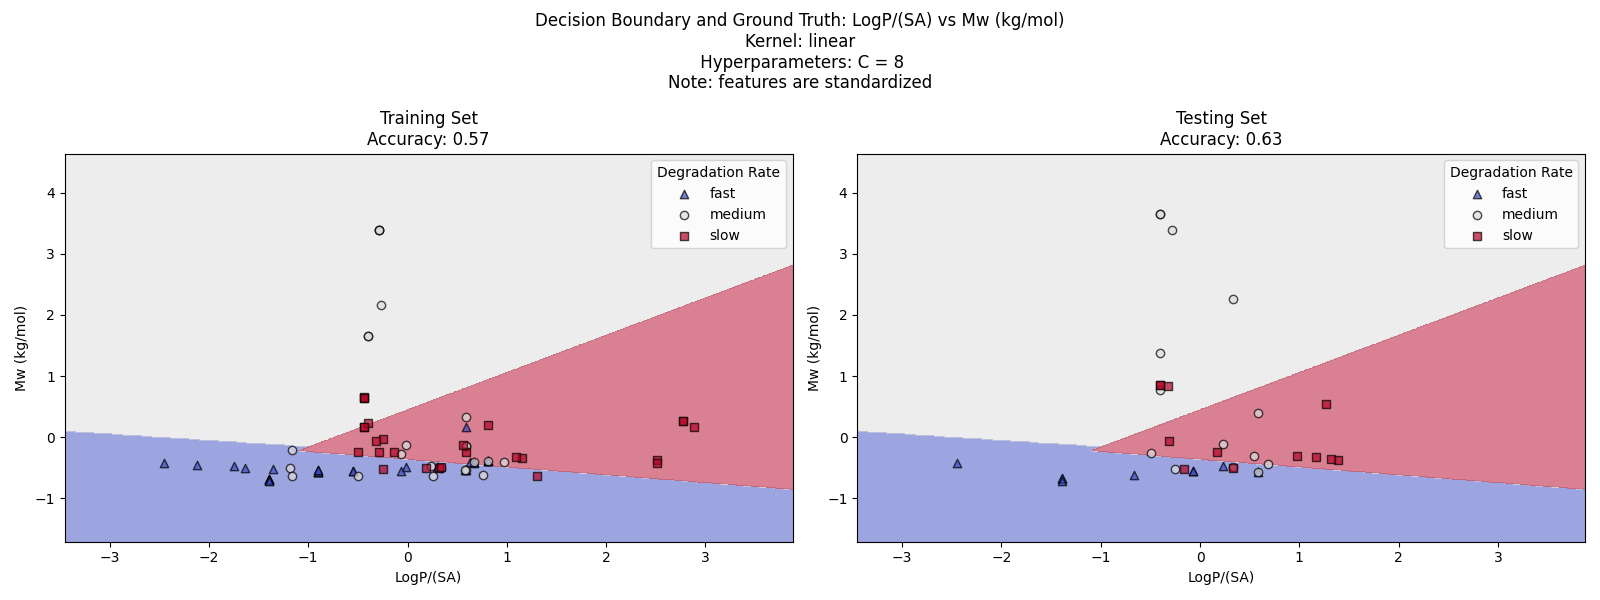 Decision Boundary and Ground Truth: LogP/(SA) vs Mw (kg/mol)
Kernel: linear
Hyperparameters: C = 8
Note: features are standardized
Training Set
Accuracy: 0.57
Degradation Rate
fast
medium
slow
4
3
2
1
0
−1
Mw (kg/mol)
−3 −2 −1 0 1 2 3
LogP/(SA)
Testing Set
Accuracy: 0.63
Degradation Rate
fast
medium
slow
4
3
2
1
0
−1
Mw (kg/mol)
−3 −2 −1 0 1 2 3
LogP/(SA)